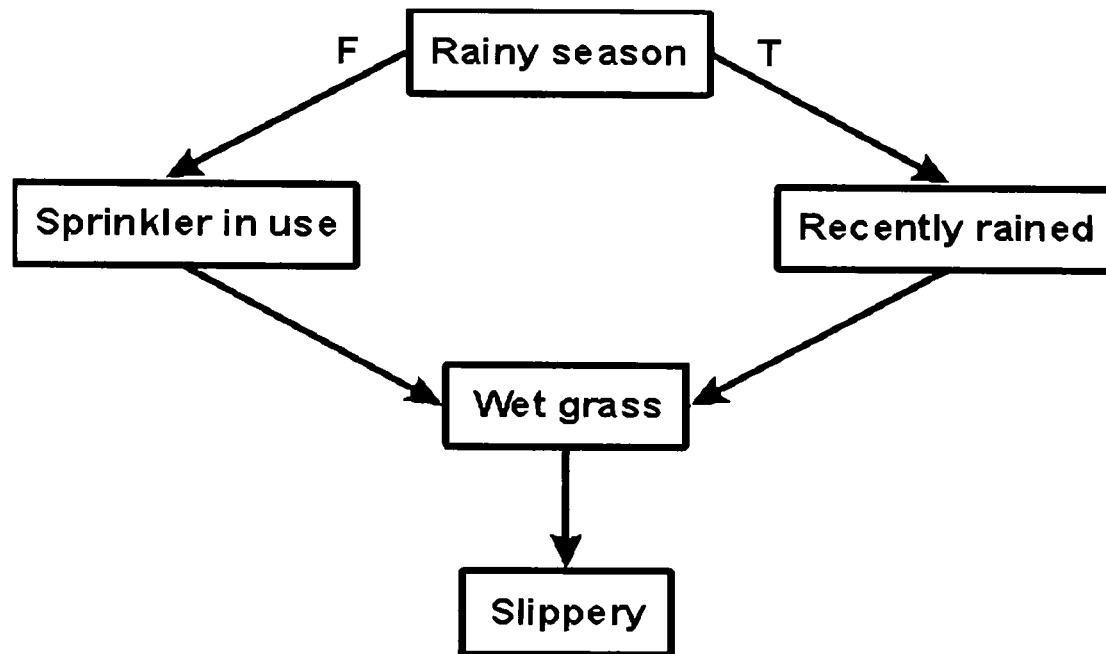 Rainy season
F
T
Sprinkler in use
Recently rained
Wet grass
Slippery